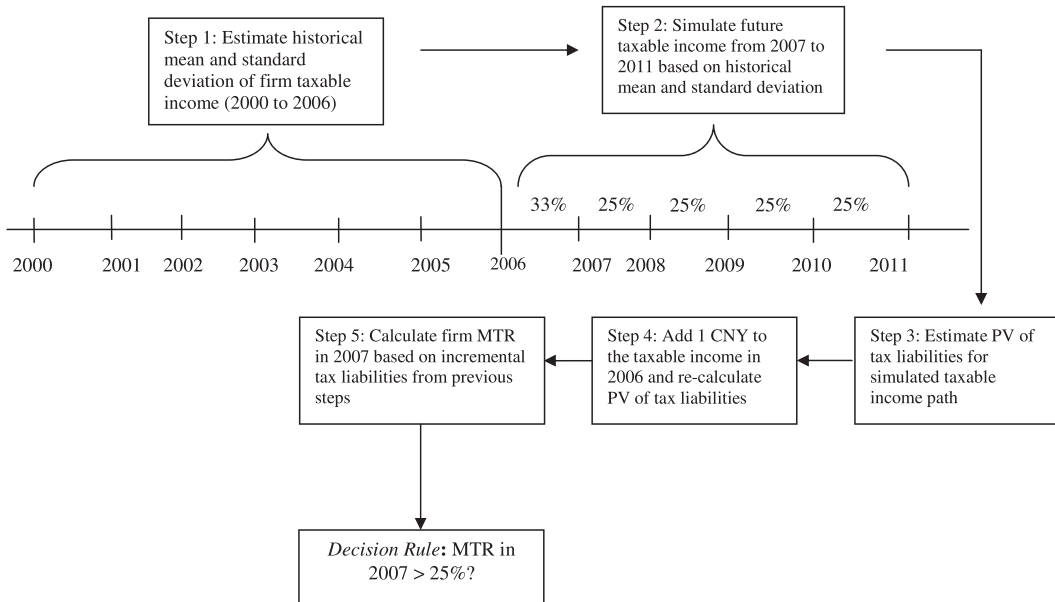 Step 1: Estimate historical
mean and standard
deviation of firm taxable
income (2000 to 2006)
Step 2: Simulate future
taxable income from 2007 to
2011 based on historical
mean and standard deviation
33% 25% 25% 25% 25%
2000 2001 2002 2003 2004 2005 2006 2007 2008 2009 2010 2011
Step 5: Calculate firm MTR
in 2007 based on incremental
tax liabilities from previous
steps
Step 4: Add 1 CNY to
the taxable income in
2006 and re-calculate
PV of tax liabilities
Step 3: Estimate PV of
tax liabilities for
simulated taxable
income path
Decision Rule: MTR in
2007 > 25%?